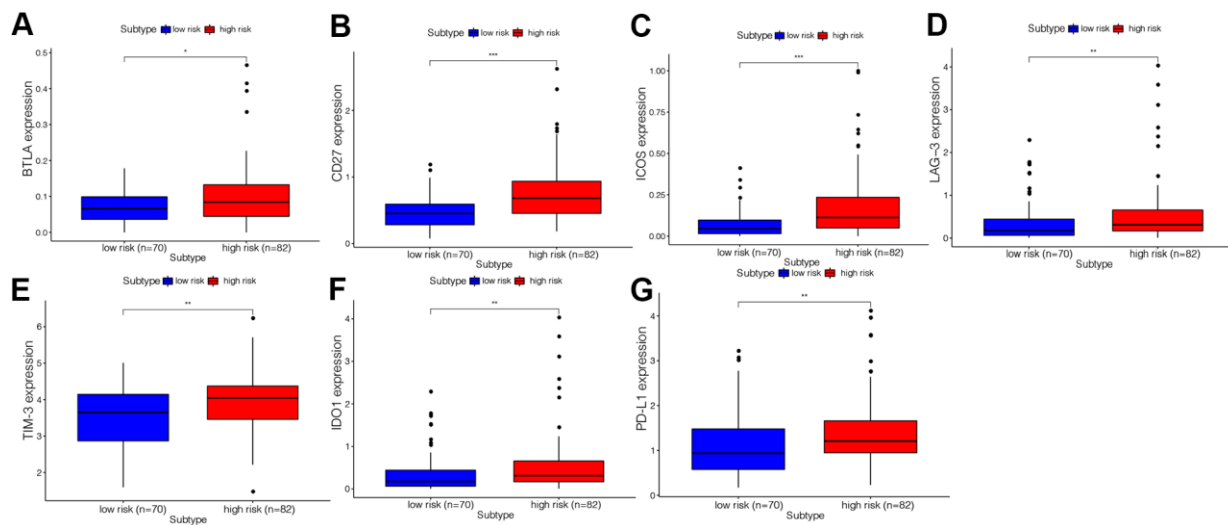 A
Subtype low risk high risk
*
BTLA expression
0.5
0.4
0.3
0.2
0.1
0.0
low risk (n=70) high risk (n=82)
Subtype
B
Subtype low risk high risk
***
CD27 expression
2
1
0
low risk (n=70) high risk (n=82)
Subtype
C
Subtype low risk high risk
***
ICOS expression
1.00
0.75
0.50
0.25
0.00
low risk (n=70) high risk (n=82)
Subtype
D
Subtype low risk high risk
**
LAG-3 expression
4
3
2
1
0
low risk (n=70) high risk (n=82)
Subtype
E
Subtype low risk high risk
**
TIM-3 expression
6
5
4
3
2
low risk (n=70) high risk (n=82)
Subtype
F
Subtype low risk high risk
**
IDO1 expression
4
3
2
1
0
low risk (n=70) high risk (n=82)
Subtype
G
Subtype low risk high risk
**
PD-L1 expression
4
3
2
1
0
low risk (n=70) high risk (n=82)
Subtype